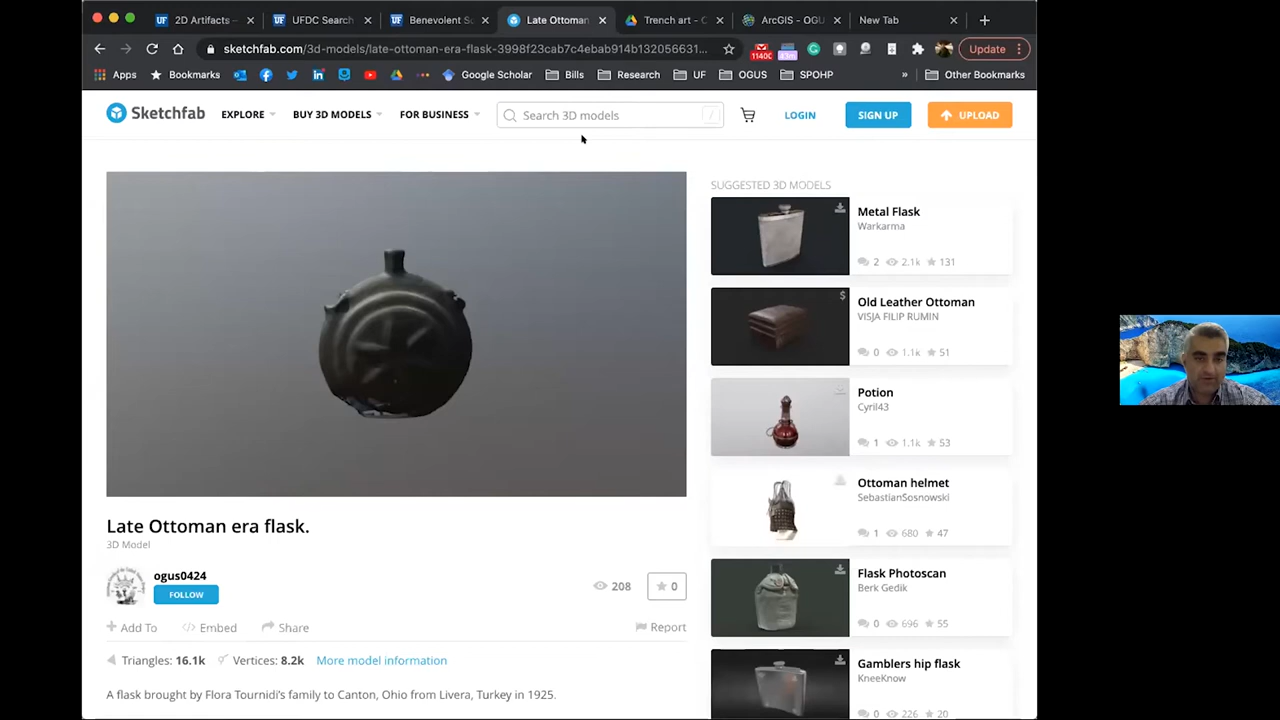 2D Artifacts –
UFDC Search
Benevolent So
Late Ottoman
Trench art - C
ArcGIS - OGU
New Tab
sketchfab.com/3d-models/late-ottoman-era-flask-3998f23cab7c4ebab914b132056631...
Update
Apps
Bookmarks
Google Scholar
Bills
Research
UF
OGUS
SPOHP
»
Other Bookmarks
Sketchfab
EXPLORE
BUY 3D MODELS
FOR BUSINESS
Search 3D models
/
LOGIN
SIGN UP
UPLOAD
SUGGESTED 3D MODELS
Metal Flask
Warkarma
2 2.1k 131
Old Leather Ottoman
VISJA FILIP RUMIN
0 1.1k 51
Potion
Cyril43
1 1.1k 53
Ottoman helmet
SebastianSosnowski
1 680 47
Flask Photoscan
Berk Gedik
0 696 55
Gamblers hip flask
KneeKnow
0 226 20
Late Ottoman era flask.
3D Model
ogus0424
FOLLOW
208
0
Add To
Embed
Share
Report
Triangles: 16.1k
Vertices: 8.2k
More model information
A flask brought by Flora Tournidi's family to Canton, Ohio from Livera, Turkey in 1925.